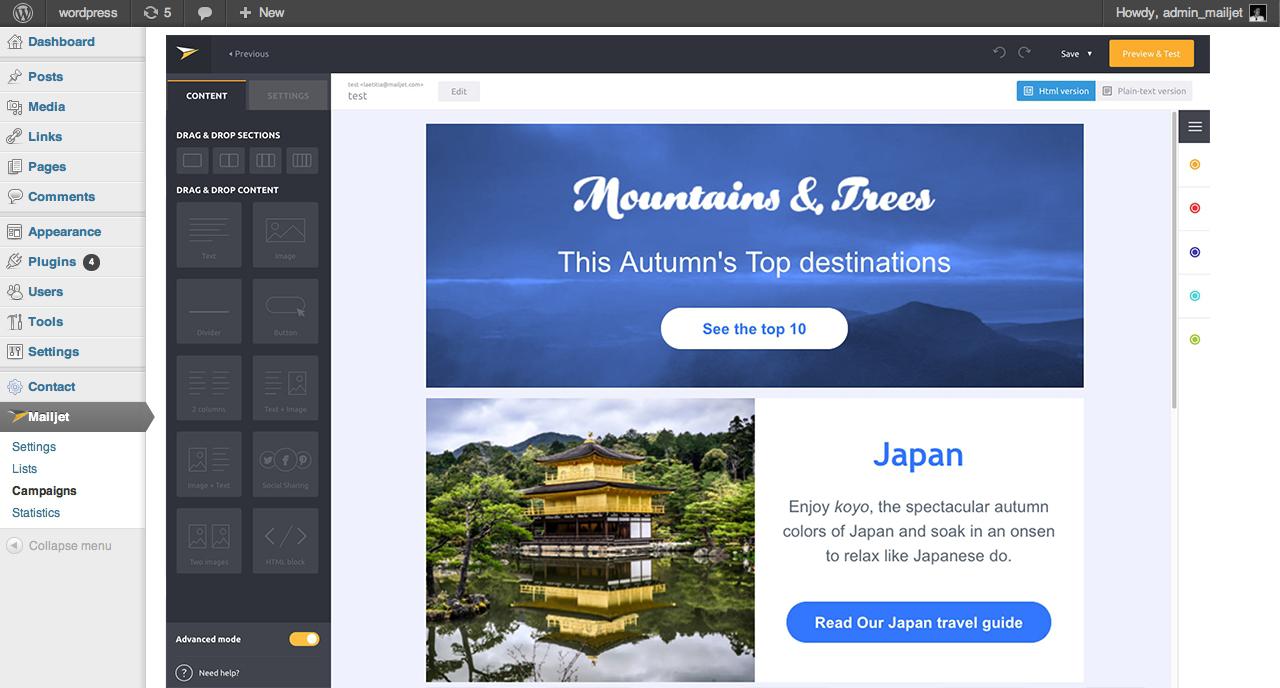 wordpress
5
New
Howdy, admin_mailjet
Dashboard
Posts
Media
Links
Pages
Comments
Appearance
Plugins 4
Users
Tools
Settings
Contact
Mailjet
Settings
Lists
Campaigns
Statistics
Collapse menu
Previous
Save
Preview & Test
CONTENT
SETTINGS
test <laetitia@mailjet.com>
test
Edit
Html version
Plain-text version
DRAG & DROP SECTIONS
DRAG & DROP CONTENT
Text
Image
Divider
Button
2 columns
Text + Image
Image + Text
Social Sharing
Two images
HTML block
Advanced mode
? Need help?
Mountains & Trees
This Autumn's Top destinations
See the top 10
Japan
Enjoy koyo, the spectacular autumn
colors of Japan and soak in an onsen
to relax like Japanese do.
Read Our Japan travel guide